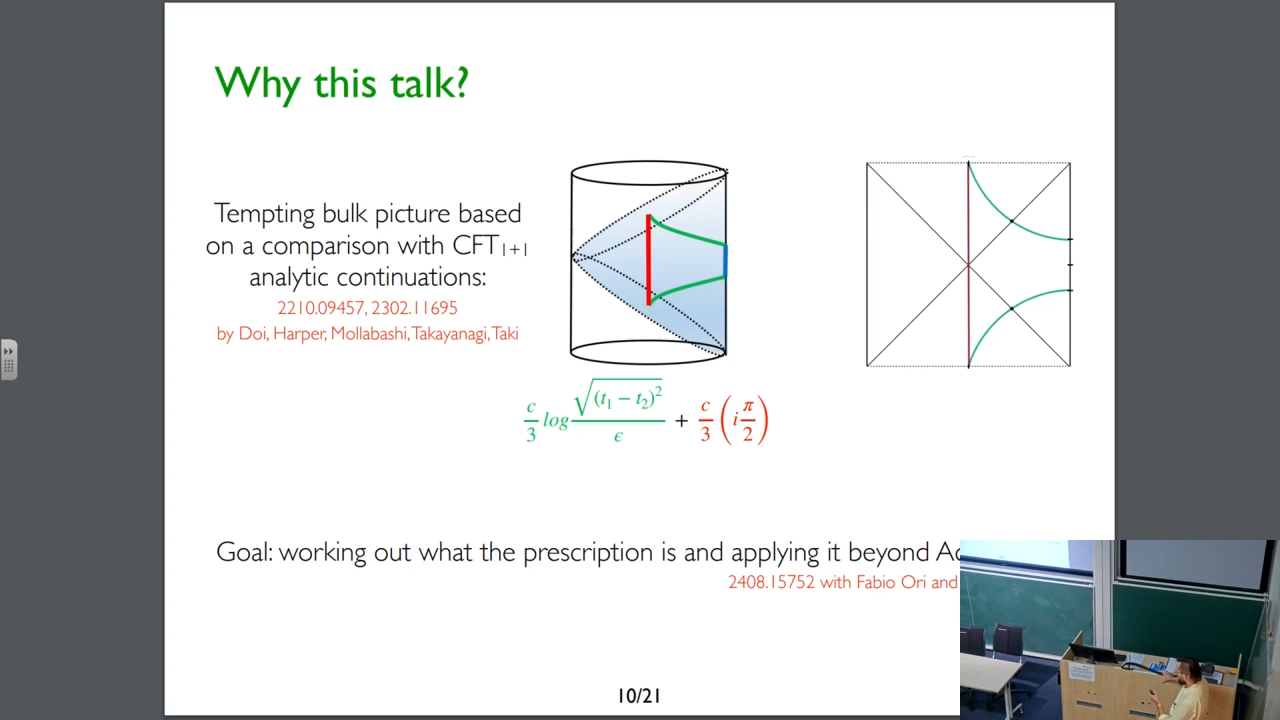 Why this talk?
Tempting bulk picture based
on a comparison with CFT₁₊₁
analytic continuations:
2210.09457, 2302.11695
by Doi, Harper, Mollabashi, Takayanagi, Taki
c/3 log √(t₁ − t₂)²/ϵ + c/3 (i π/2)
Goal: working out what the prescription is and applying it beyond
2408.15752 with Fabio Ori and
10/21